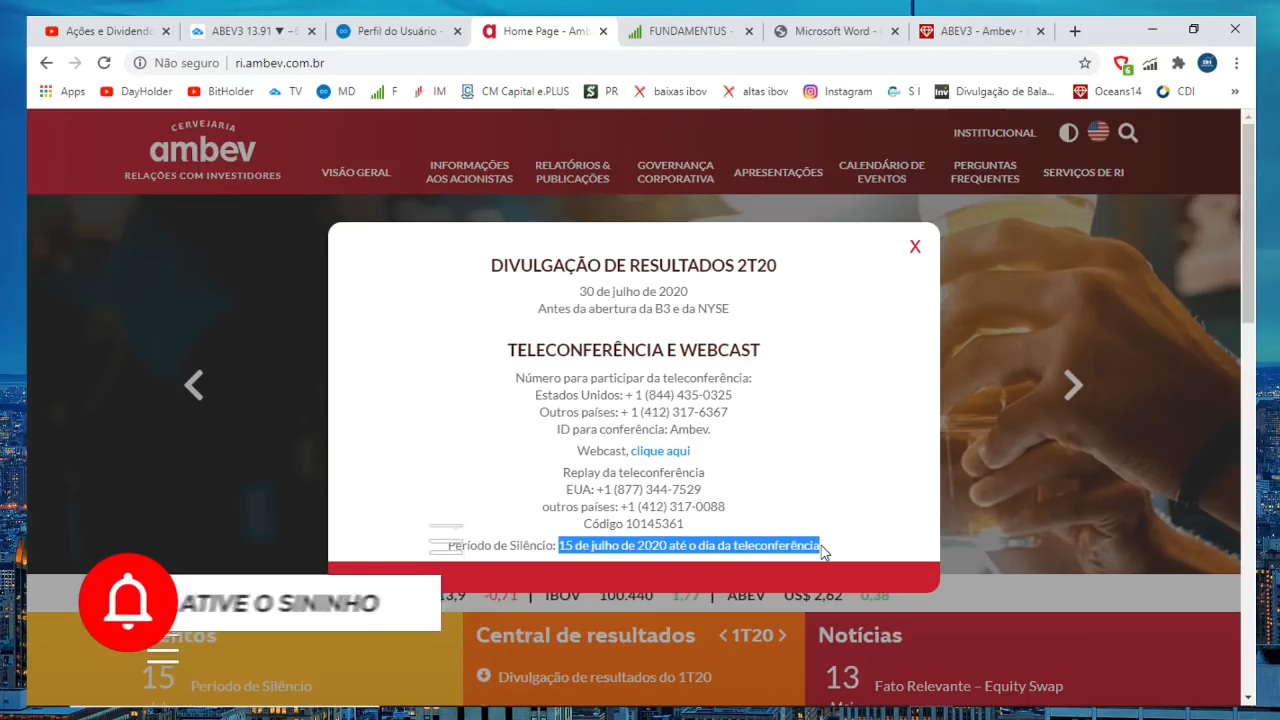 Ações e Dividendo
ABEV3 13.91 ▼ −6
Perfil do Usuário -
Home Page - Amb
FUNDAMENTUS -
Microsoft Word -
ABEV3 - Ambev -
Não seguro | ri.ambev.com.br
Apps
DayHolder
BitHolder
TV
MD
F
IM
CM Capital e.PLUS
PR
baixas ibov
altas ibov
Instagram
S I
Divulgação de Bala...
Oceans14
CDI
»
CERVEJARIA
ambev
RELAÇÕES COM INVESTIDORES
INSTITUCIONAL
VISÃO GERAL
INFORMAÇÕES
AOS ACIONISTAS
RELATÓRIOS &
PUBLICAÇÕES
GOVERNANÇA
CORPORATIVA
APRESENTAÇÕES
CALENDÁRIO DE
EVENTOS
PERGUNTAS
FREQUENTES
SERVIÇOS DE RI
X
DIVULGAÇÃO DE RESULTADOS 2T20
30 de julho de 2020
Antes da abertura da B3 e da NYSE
TELECONFERÊNCIA E WEBCAST
Número para participar da teleconferência:
Estados Unidos: + 1 (844) 435-0325
Outros países: + 1 (412) 317-6367
ID para conferência: Ambev.
Webcast, clique aqui
Replay da teleconferência
EUA: +1 (877) 344-7529
outros países: +1 (412) 317-0088
Código 10145361
Período de Silêncio: 15 de julho de 2020 até o dia da teleconferência
13,9 -0,71 | IBOV 100.440 1,77 | ABEV US$ 2,62 0,38
ATIVE O SININHO
Central de resultados
1T20
Notícias
15
Período de Silêncio
Divulgação de resultados do 1T20
13
Fato Relevante – Equity Swap